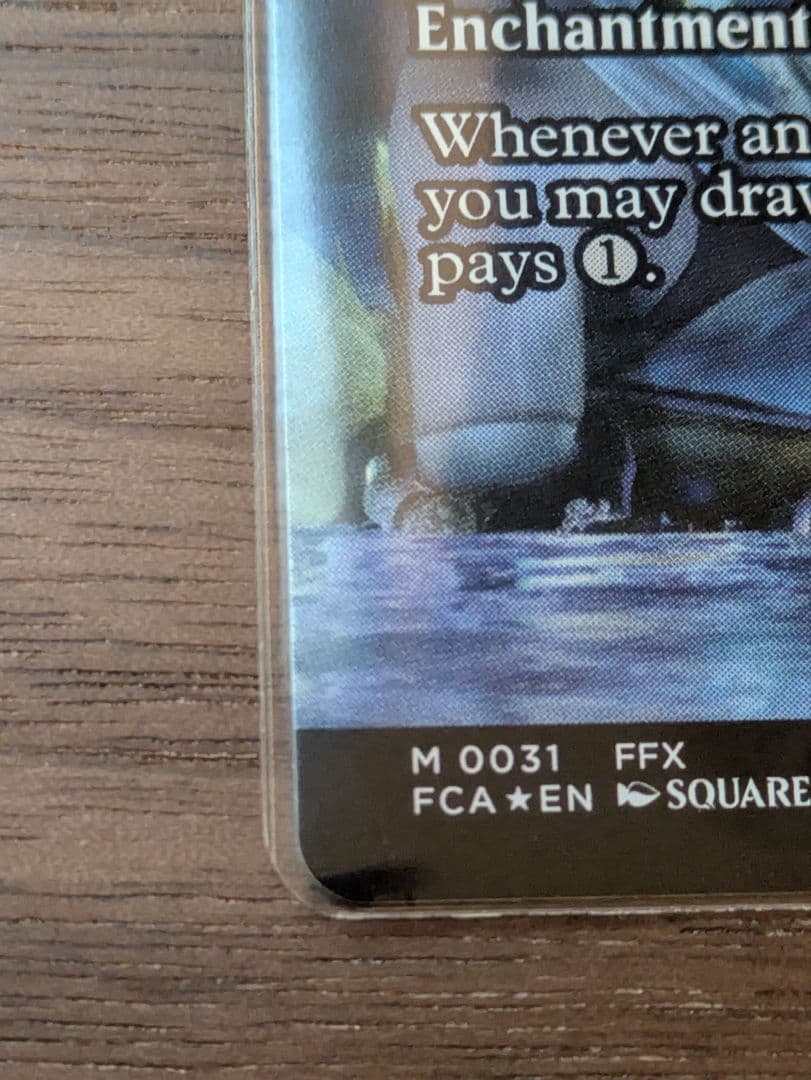 Enchantment
Whenever an
you may draw
pays 1.
M 0031 FFX
FCA★EN SQUARE